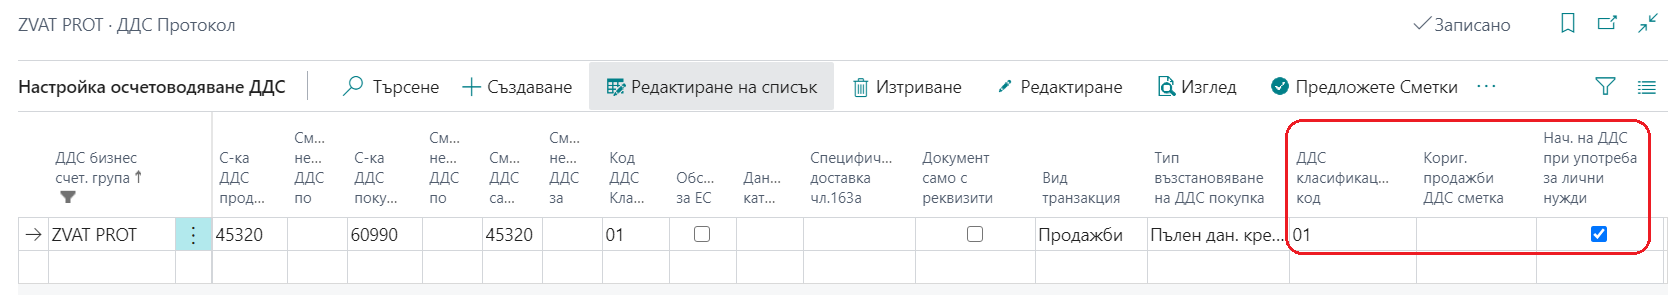 ZVAT PROT · ДДС Протокол
Записано
Настройка осчетоводяване ДДС
Търсене
Създаване
Редактиране на списък
Изтриване
Редактиране
Изглед
Предложете Сметки
...
ДДС бизнес
счет. група ↑
С-ка
ДДС
прод...
См...
не...
ДДС
по
С-ка
ДДС
поку...
См...
не...
ДДС
по
См...
ДДС
са...
См...
не...
ДДС
за
Код
ДДС
Кла...
Обс...
за ЕС
Дан...
кат...
Специфич...
доставка
чл.163а
Документ
само с
реквизити
Вид
транзакция
Тип
възстановяване
на ДДС покупка
ДДС
класификац...
код
Кориг.
продажби
ДДС сметка
Нач. на ДДС
при употреба
за лични
нужди
→ ZVAT PROT ⋮ 45320 60990 45320 01 Продажби Пълен дан. кре... 01